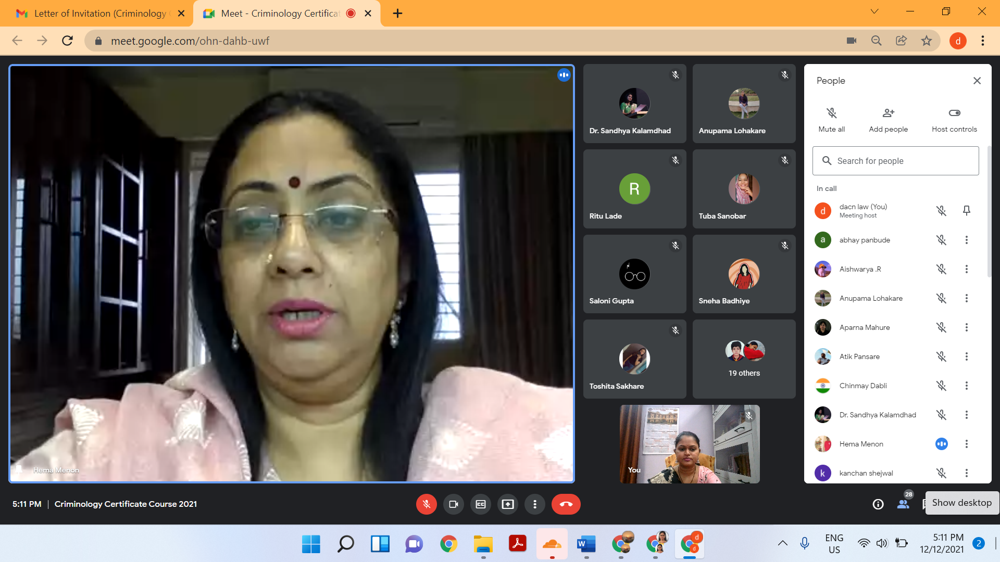 Letter of Invitation (Criminology
Meet - Criminology Certificat
meet.google.com/ohn-dahb-uwf
d
Hema Menon
Dr. Sandhya Kalamdhad
Anupama Lohakare
R
Ritu Lade
Tuba Sanobar
Saloni Gupta
Sneha Badhiye
Toshita Sakhare
19 others
You
People
Mute all
Add people
Host controls
Search for people
In call
d
dacn law (You)
Meeting host
a
abhay panbude
Aishwarya .R
Anupama Lohakare
Aparna Mahure
Atik Pansare
Chinmay Dabli
Dr. Sandhya Kalamdhad
Hema Menon
k
kanchan shejwal
5:11 PM | Criminology Certificate Course 2021
CC
28
Show desktop
W
d
d
ENG
US
5:11 PM
12/12/2021
2